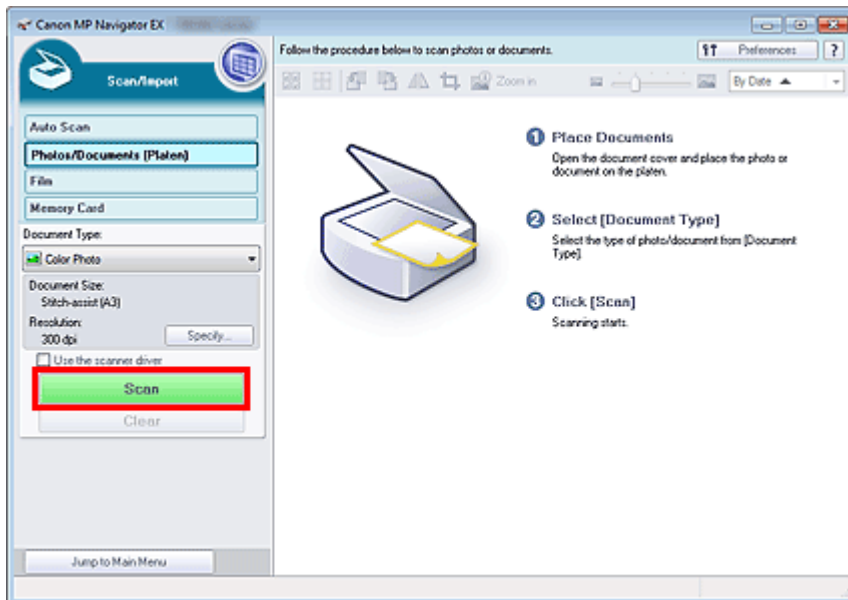 Canon MP Navigator EX
Scan/Import
Auto Scan
Photos/Documents (Platen)
Film
Memory Card
Document Type:
Color Photo
Document Size:
Stitch-assist (A3)
Resolution:
300 dpi
Specify...
Use the scanner driver
Scan
Clear
Jump to Main Menu
Follow the procedure below to scan photos or documents.
Preferences
?
Zoom in
By Date
1 Place Documents
Open the document cover and place the photo or
document on the platen.
2 Select [Document Type]
Select the type of photo/document from [Document
Type].
3 Click [Scan]
Scanning starts.